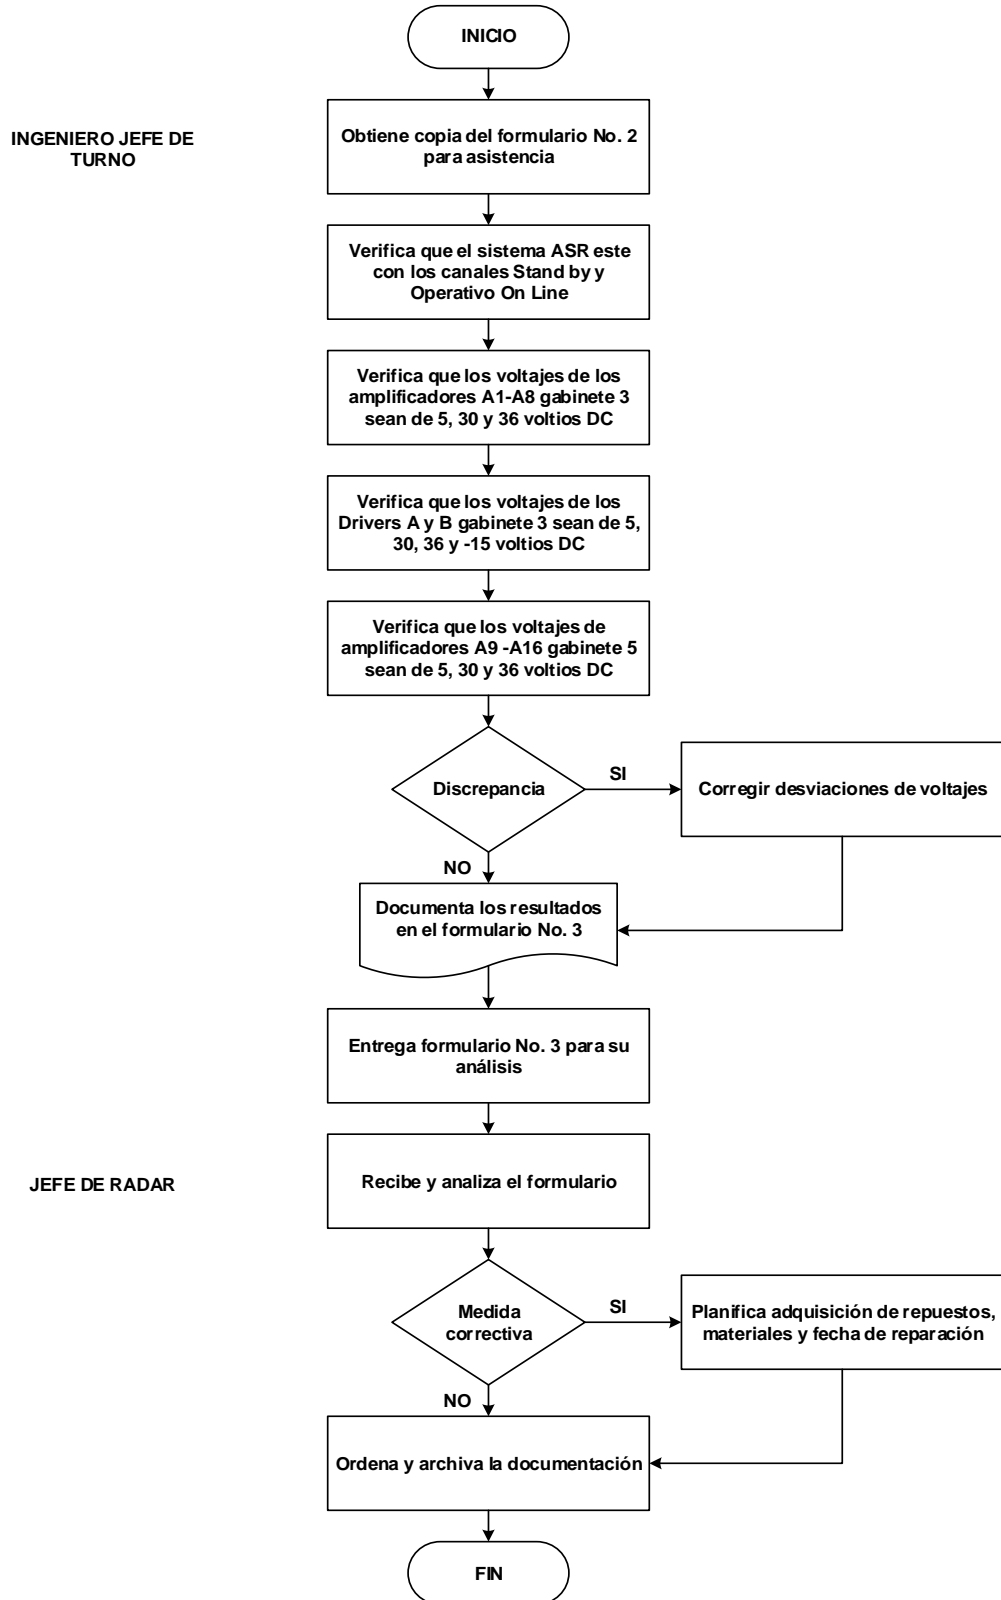 INICIO
INGENIERO JEFE DE
TURNO
Obtiene copia del formulario No. 2
para asistencia
Verifica que el sistema ASR este
con los canales Stand by y
Operativo On Line
Verifica que los voltajes de los
amplificadores A1-A8 gabinete 3
sean de 5, 30 y 36 voltios DC
Verifica que los voltajes de los
Drivers A y B gabinete 3 sean de 5,
30, 36 y -15 voltios DC
Verifica que los voltajes de
amplificadores A9 -A16 gabinete 5
sean de 5, 30 y 36 voltios DC
Discrepancia
SI
Corregir desviaciones de voltajes
NO
Documenta los resultados
en el formulario No. 3
Entrega formulario No. 3 para su
análisis
JEFE DE RADAR
Recibe y analiza el formulario
Medida
correctiva
SI
Planifica adquisición de repuestos,
materiales y fecha de reparación
NO
Ordena y archiva la documentación
FIN